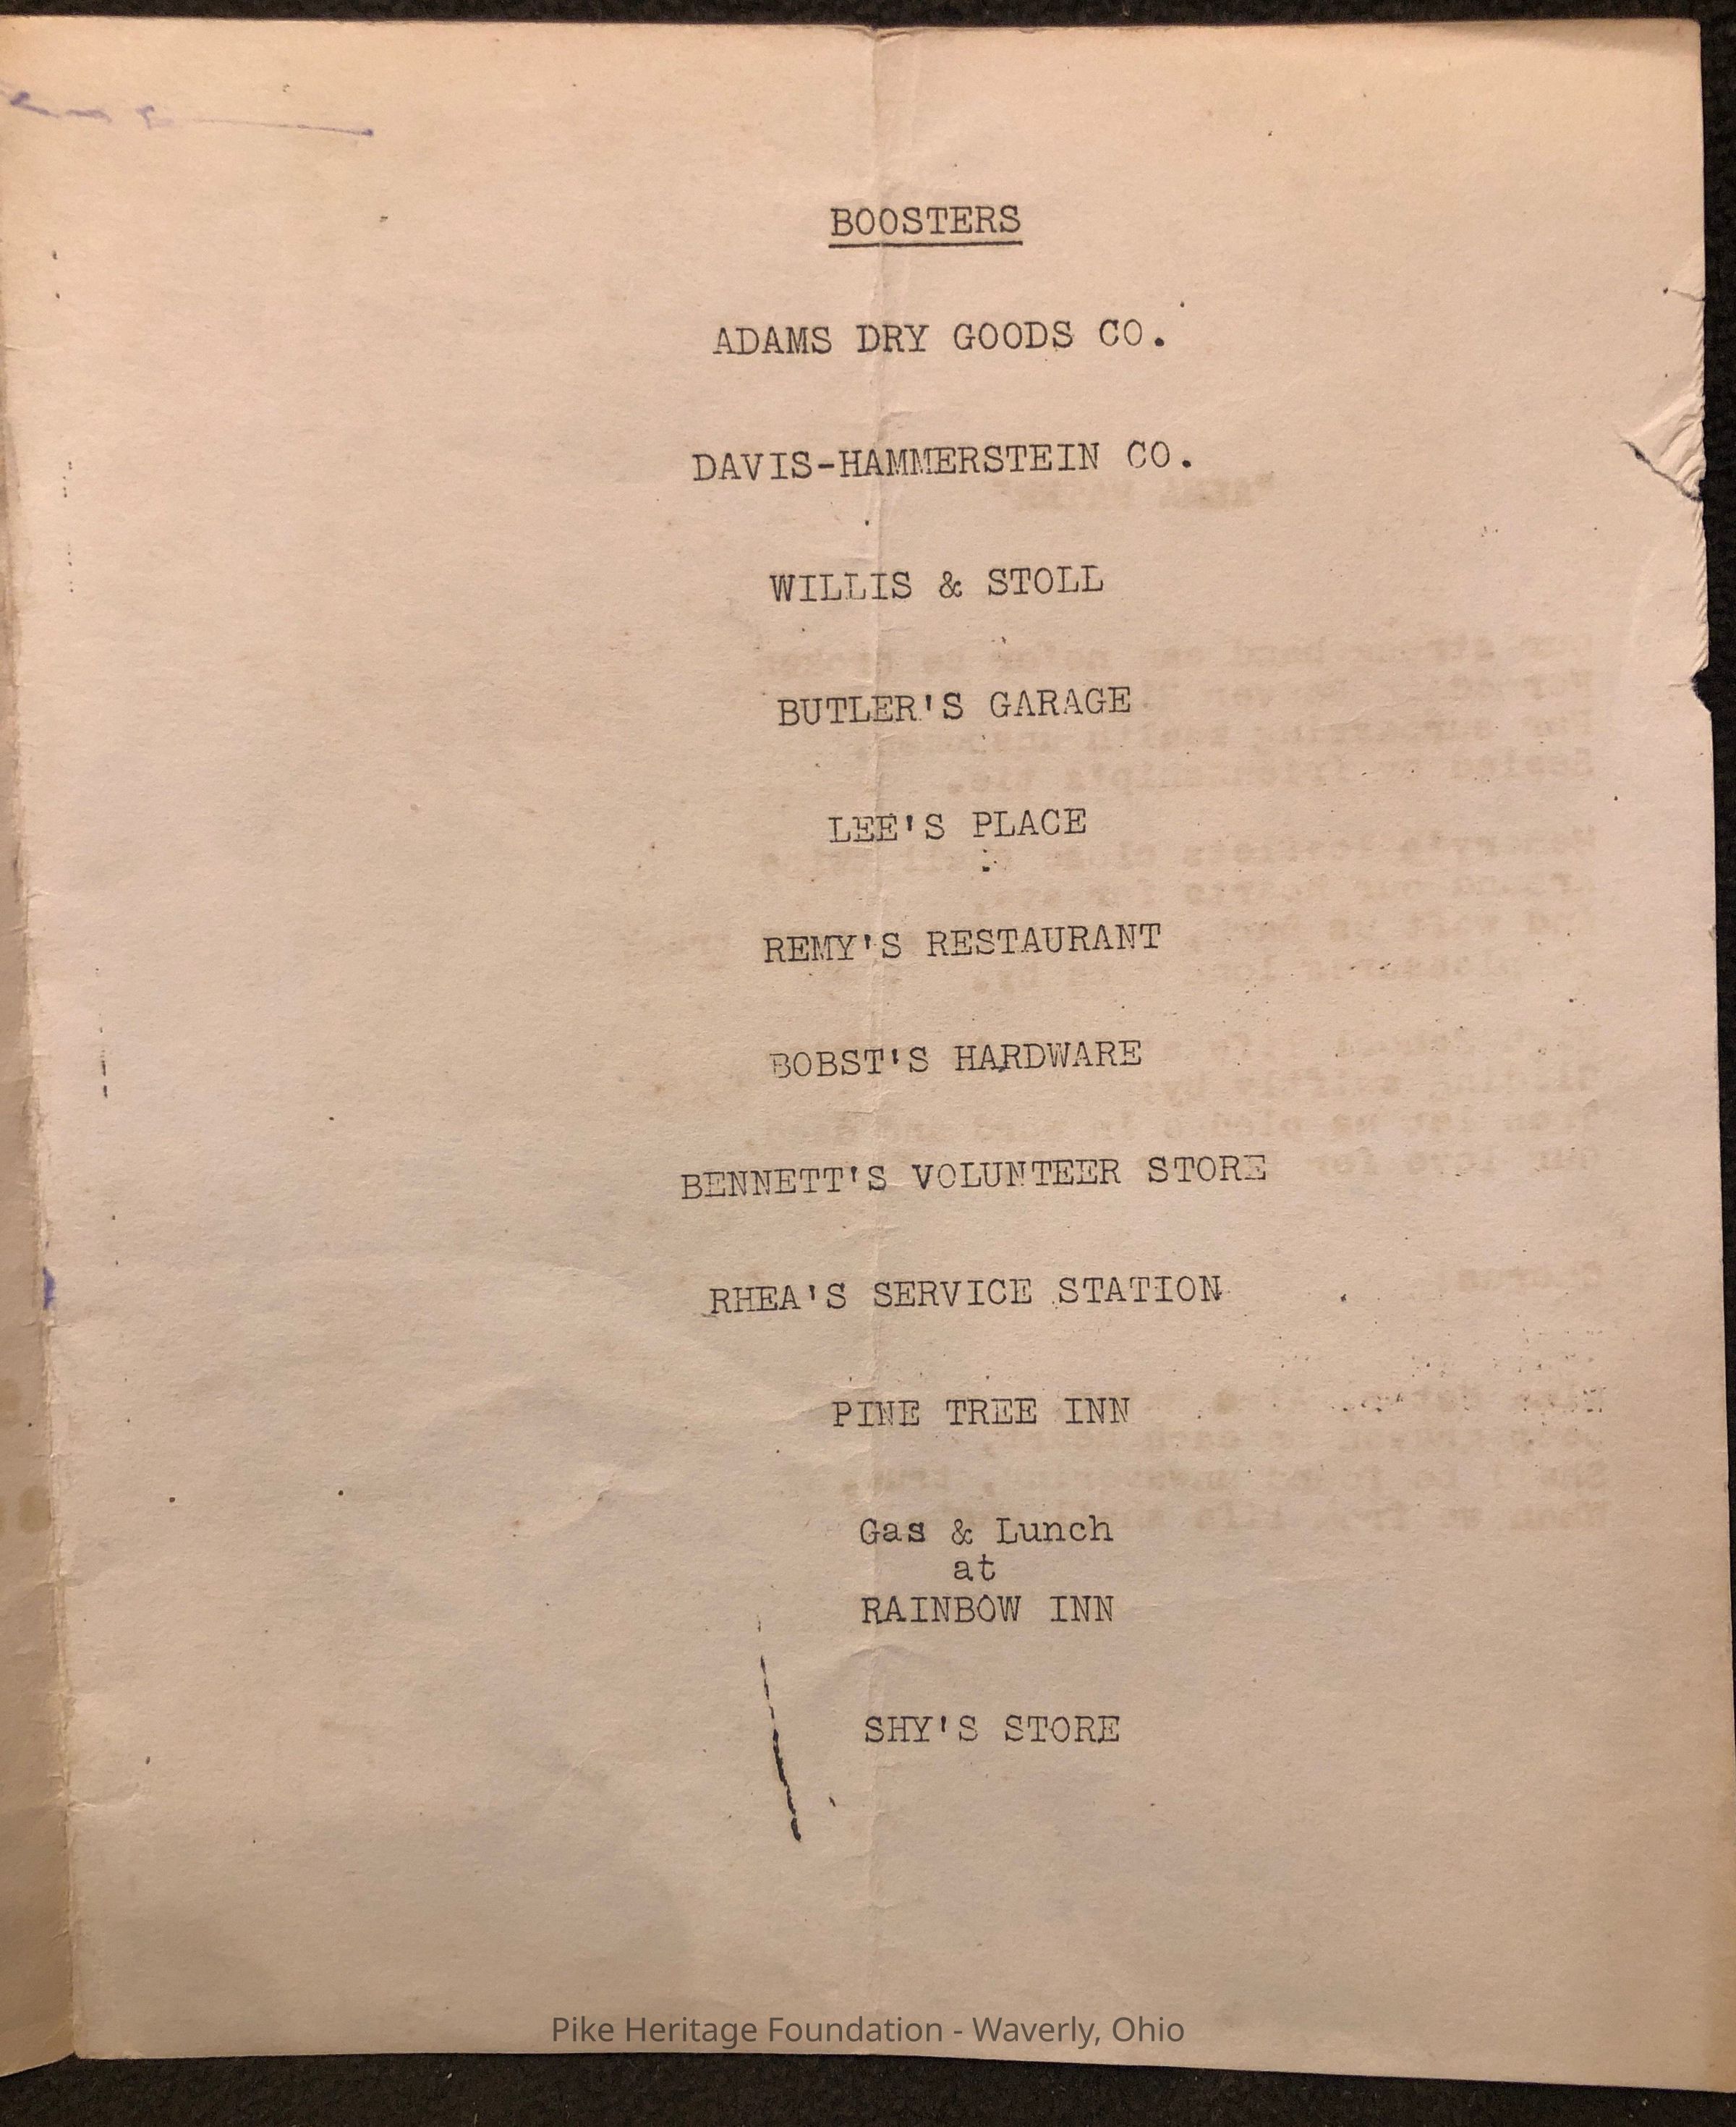 BOOSTERS
ADAMS DRY GOODS CO.
DAVIS-HAMMERSTEIN CO.
WILLIS & STOLL
BUTLER'S GARAGE
LEE'S PLACE
REMY'S RESTAURANT
BOBST'S HARDWARE
BENNETT'S VOLUNTEER STORE
RHEA'S SERVICE STATION
PINE TREE INN
Gas & Lunch
at
RAINBOW INN
SHY'S STORE
Pike Heritage Foundation - Waverly, Ohio